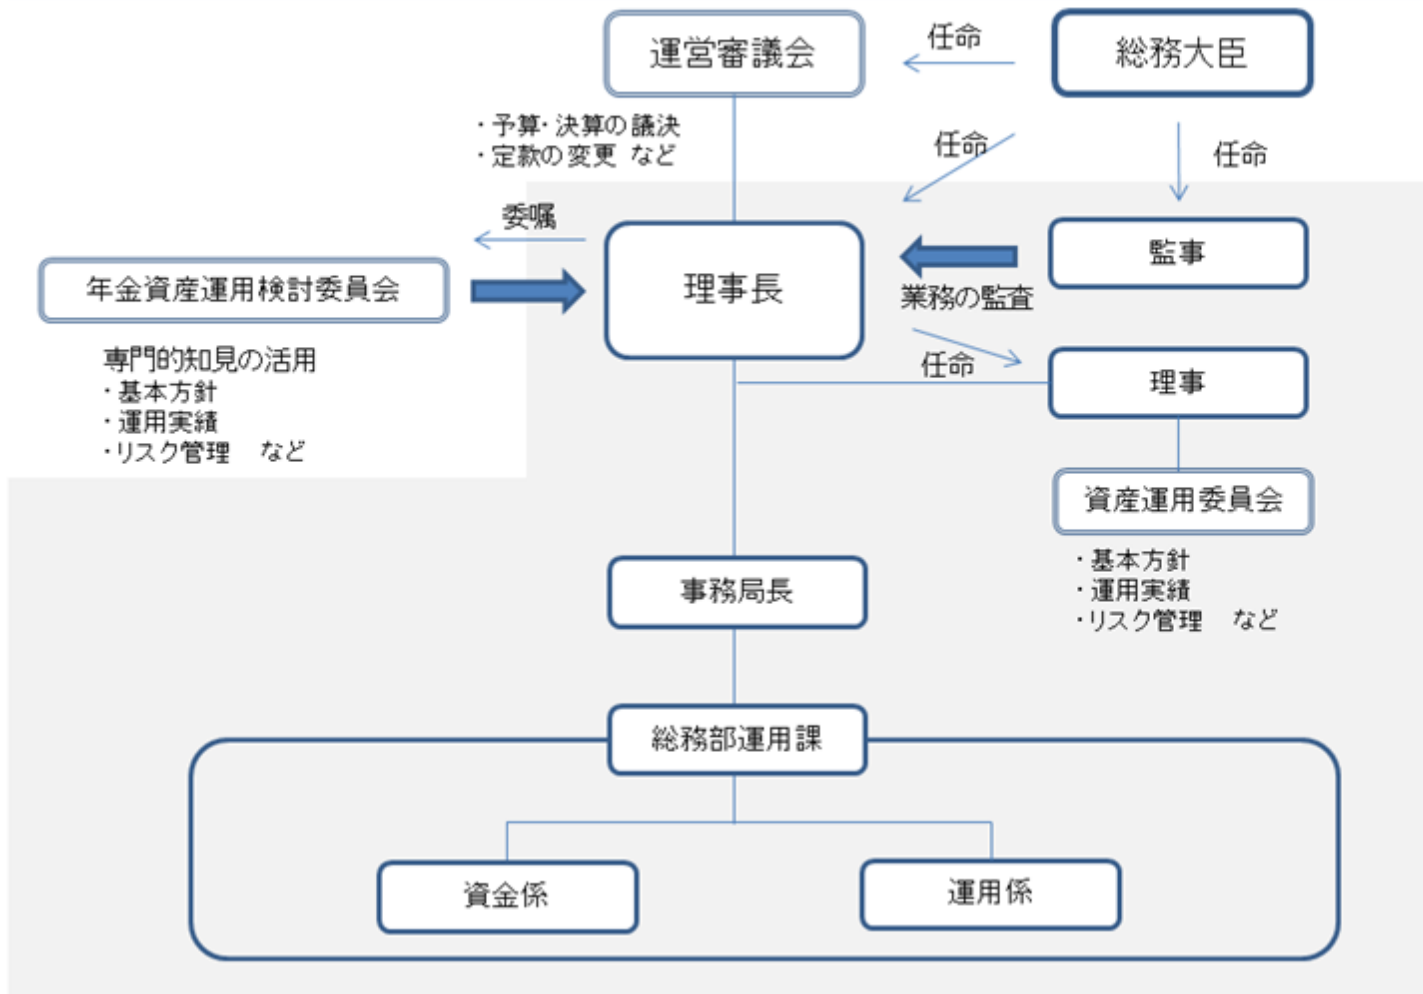 運営審議会
任命
総務大臣
・予算・決算の議決
・定款の変更 など
任命
任命
委嘱
年金資産運用検討委員会
理事長
監事
業務の監査
専門的知見の活用
・基本方針
・運用実績
・リスク管理 など
任命
理事
資産運用委員会
・基本方針
・運用実績
・リスク管理 など
事務局長
総務部運用課
資金係
運用係